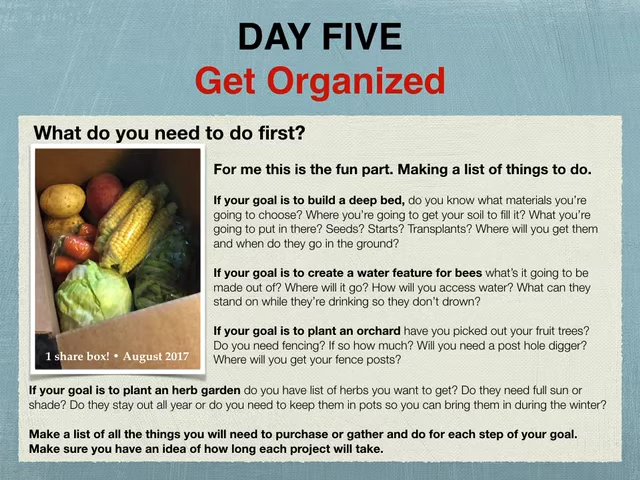 DAY FIVE
Get Organized
What do you need to do first?
For me this is the fun part. Making a list of things to do.
If your goal is to build a deep bed, do you know what materials you're
going to choose? Where you're going to get your soil to fill it? What you're
going to put in there? Seeds? Starts? Transplants? Where will you get them
and when do they go in the ground?
If your goal is to create a water feature for bees what's it going to be
made out of? Where will it go? How will you access water? What can they
stand on while they're drinking so they don't drown?
If your goal is to plant an orchard have you picked out your fruit trees?
Do you need fencing? If so how much? Will you need a post hole digger?
Where will you get your fence posts?
1 share box! • August 2017
If your goal is to plant an herb garden do you have list of herbs you want to get? Do they need full sun or
shade? Do they stay out all year or do you need to keep them in pots so you can bring them in during the winter?
Make a list of all the things you will need to purchase or gather and do for each step of your goal.
Make sure you have an idea of how long each project will take.